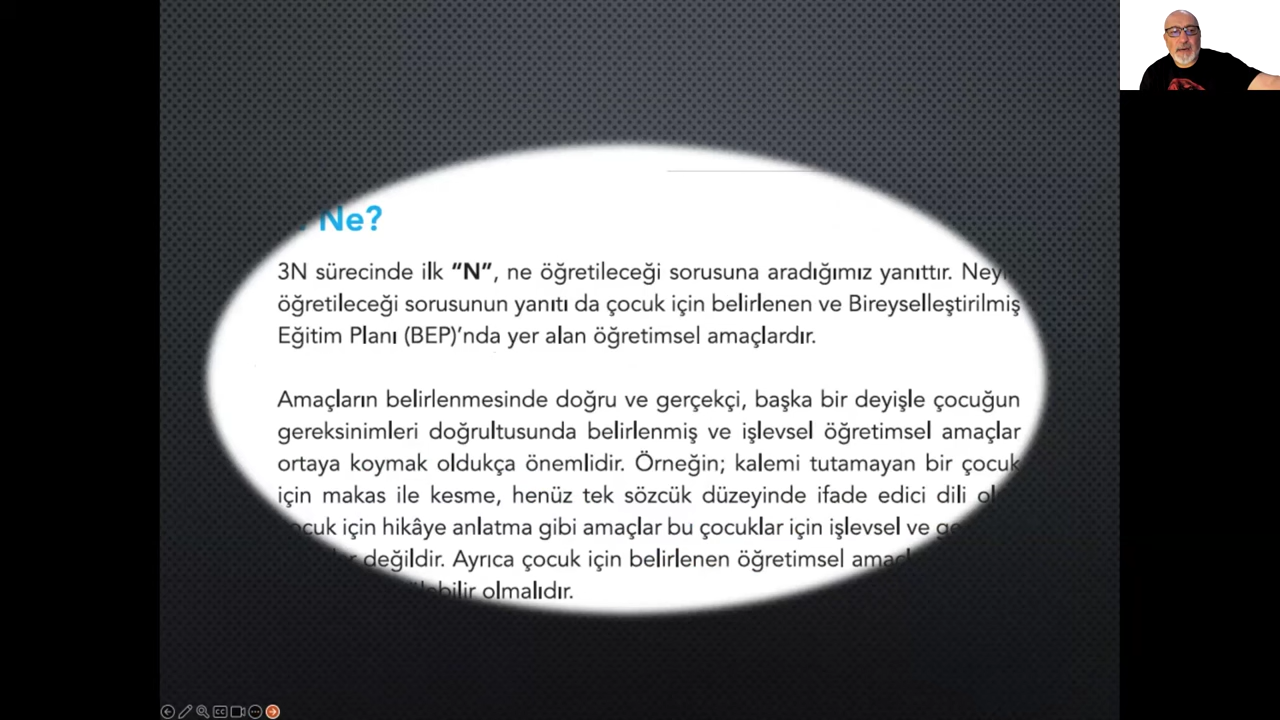 Ne?
3N sürecinde ilk “N”, ne öğretileceği sorusuna aradığımız yanıttır.
öğretileceği sorusunun yanıtı da çocuk için belirlenen ve Bireyselleştirilmiş
Eğitim Planı (BEP)’nda yer alan öğretimsel amaçlardır.
Amaçların belirlenmesinde doğru ve gerçekçi, başka bir deyişle çocuğun
gereksinimleri doğrultusunda belirlenmiş ve işlevsel öğretimsel amaçlar
ortaya koymak oldukça önemlidir. Örneğin; kalemi tutamayan bir çocuk
için makas ile kesme, henüz tek sözcük düzeyinde ifade edici dili
için hikâye anlatma gibi amaçlar bu çocuklar için işlevsel ve
değildir. Ayrıca çocuk için belirlenen öğretimsel
olmalıdır.
CC